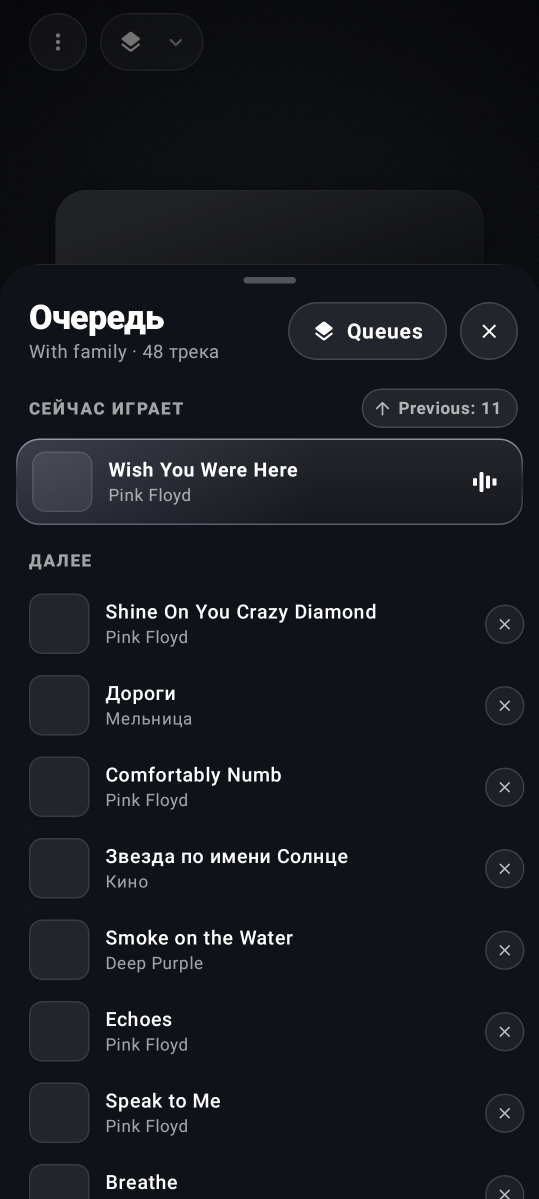 Очередь
With family · 48 трека
Queues
СЕЙЧАС ИГРАЕТ
Previous: 11
Wish You Were Here
Pink Floyd
ДАЛЕЕ
Shine On You Crazy Diamond
Pink Floyd
Дороги
Мельница
Comfortably Numb
Pink Floyd
Звезда по имени Солнце
Кино
Smoke on the Water
Deep Purple
Echoes
Pink Floyd
Speak to Me
Pink Floyd
Breathe